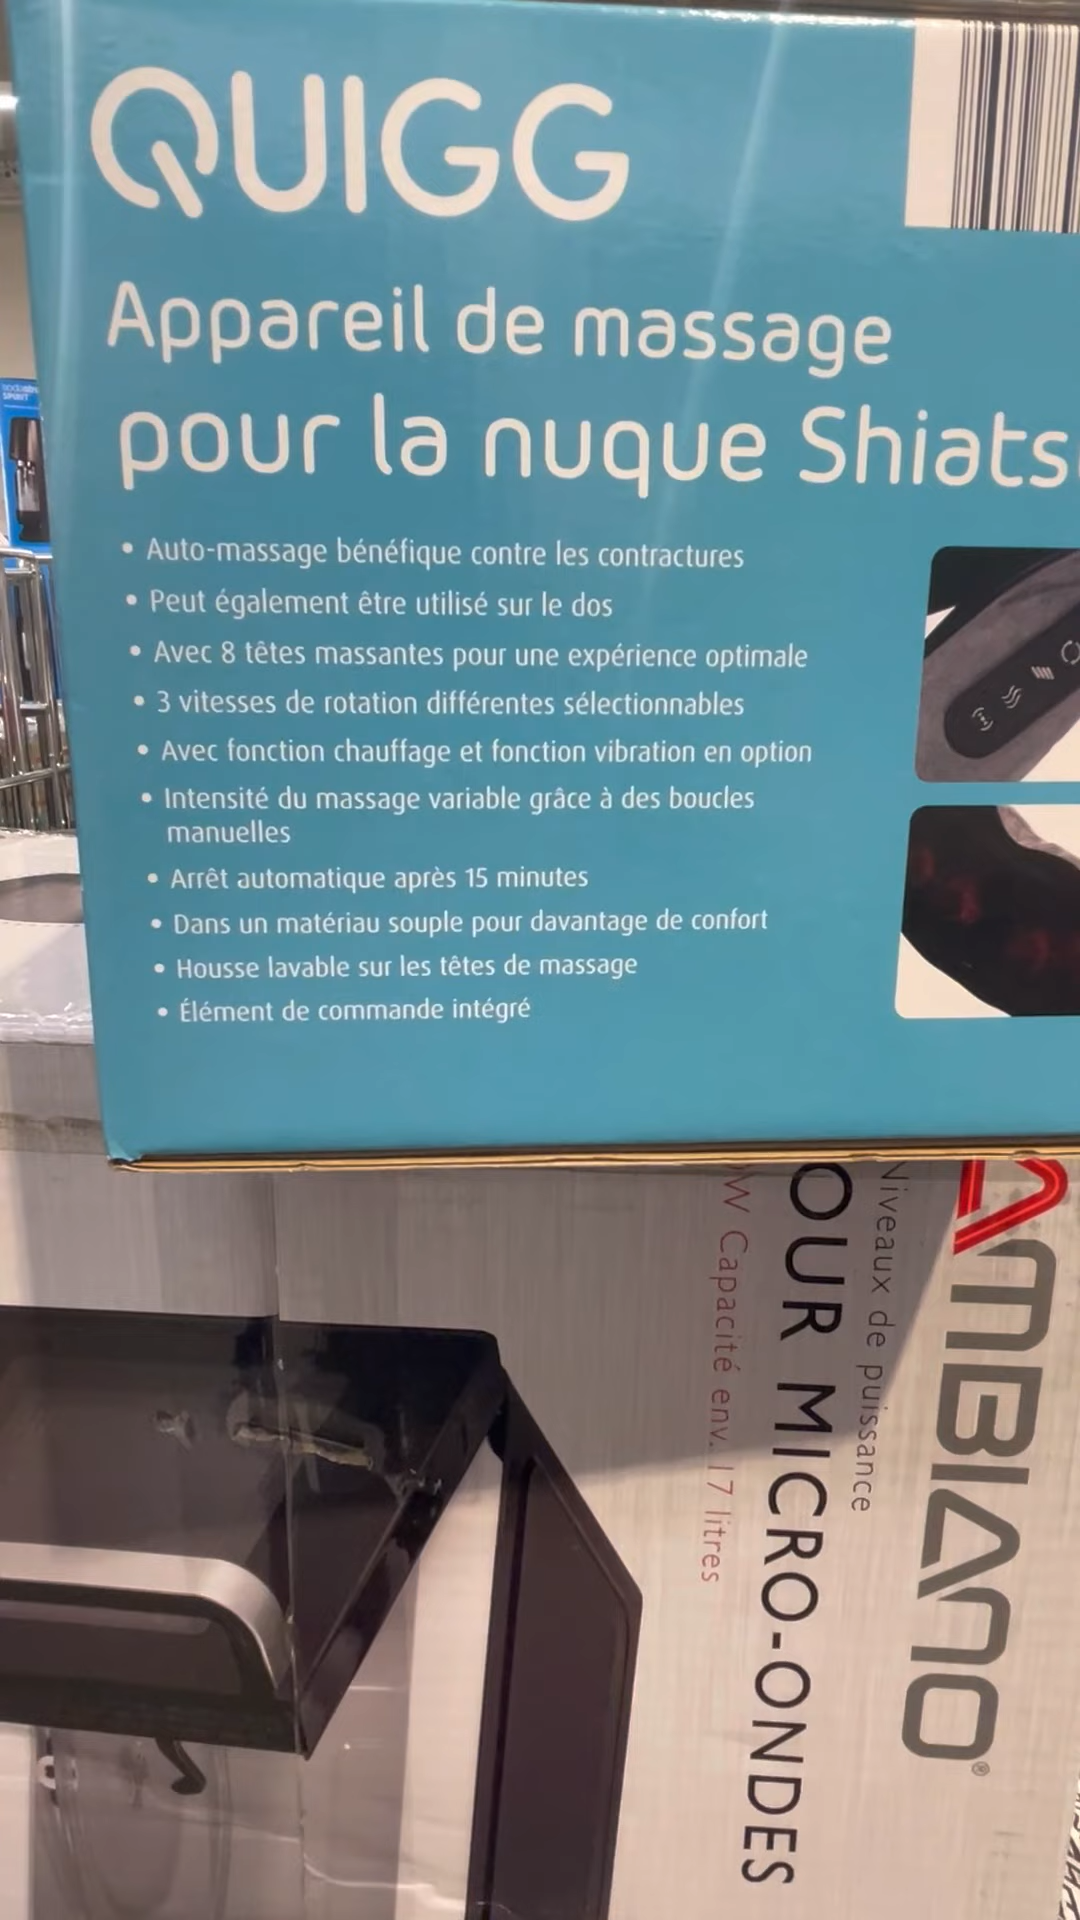 QUIGG
Appareil de massage
pour la nuque Shiats
• Auto-massage bénéfique contre les contractures
• Peut également être utilisé sur le dos
• Avec 8 têtes massantes pour une expérience optimale
• 3 vitesses de rotation différentes sélectionnables
• Avec fonction chauffage et fonction vibration en option
• Intensité du massage variable grâce à des boucles
manuelles
• Arrêt automatique après 15 minutes
• Dans un matériau souple pour davantage de confort
• Housse lavable sur les têtes de massage
• Élément de commande intégré
AMBIANO®
Niveaux de puissance
OUR MICRO-ONDES
W Capacité env. 17 litres